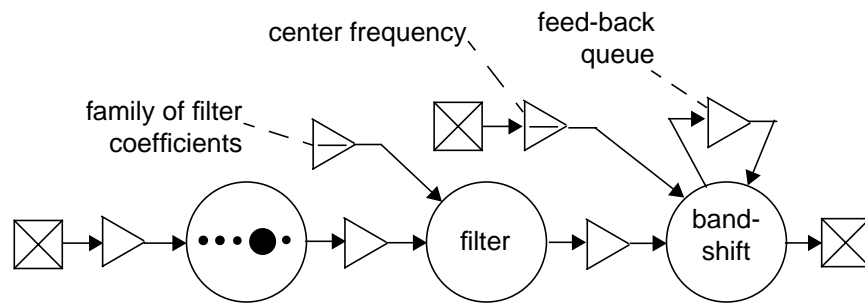 center frequency
feed-back
queue
family of filter
coefficients
filter
band-
shift